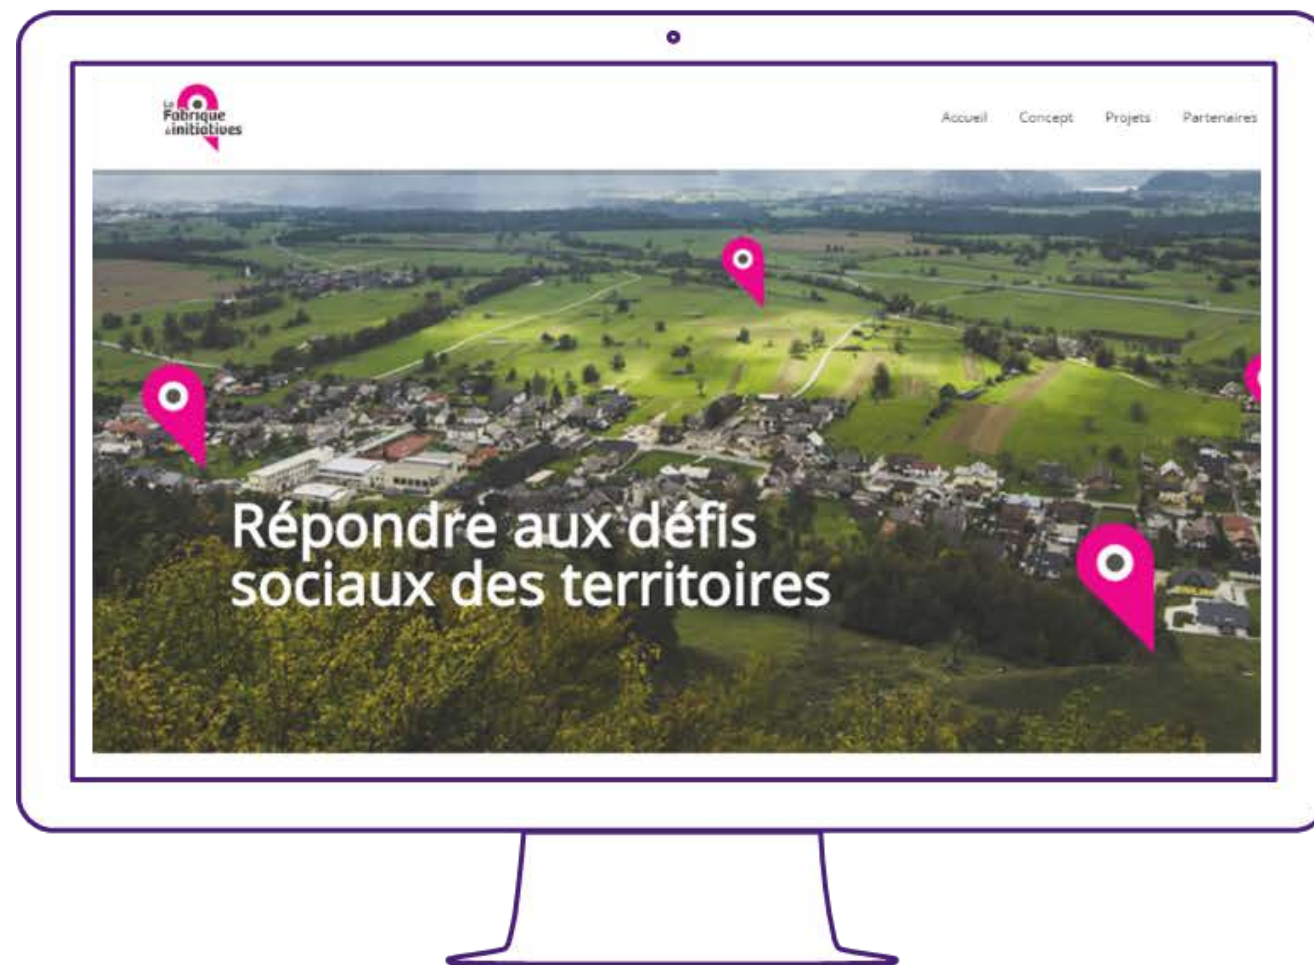 La
Fabrique
à initiatives
Accueil Concept Projets Partenaires
Répondre aux défis
sociaux des territoires